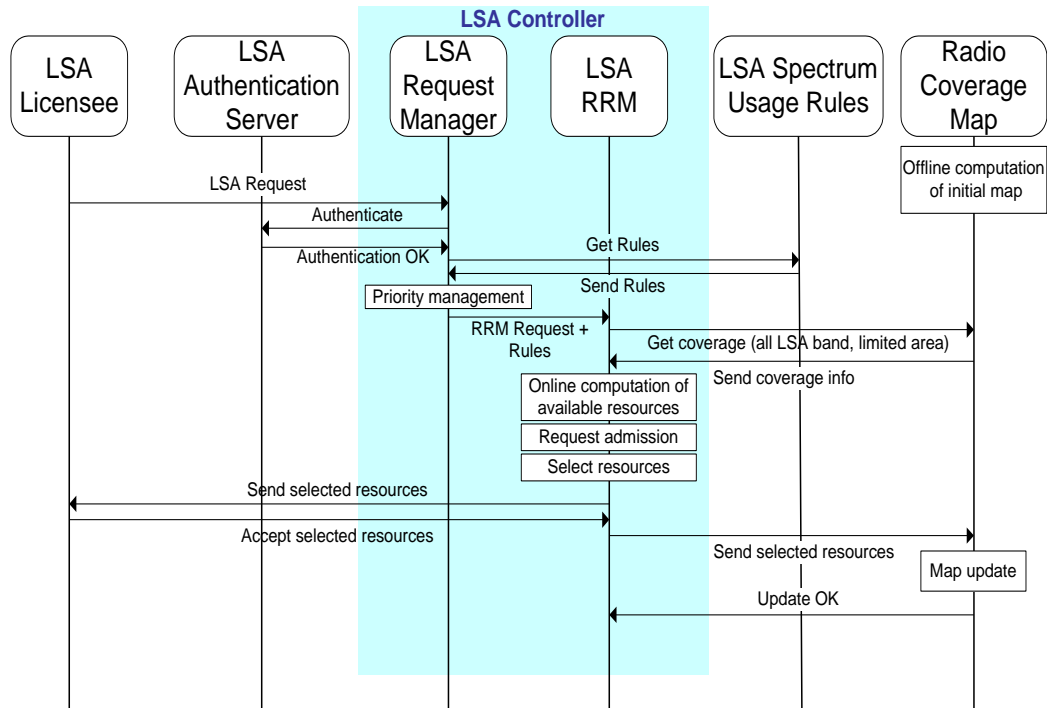 LSA Controller
LSA
Licensee
LSA
Authentication
Server
LSA
Request
Manager
LSA
RRM
LSA Spectrum
Usage Rules
Radio
Coverage
Map
Offline computation
of initial map
LSA Request
Authenticate
Authentication OK
Get Rules
Send Rules
Priority management
RRM Request +
Rules
Get coverage (all LSA band, limited area)
Send coverage info
Online computation of
available resources
Request admission
Select resources
Send selected resources
Accept selected resources
Send selected resources
Map update
Update OK